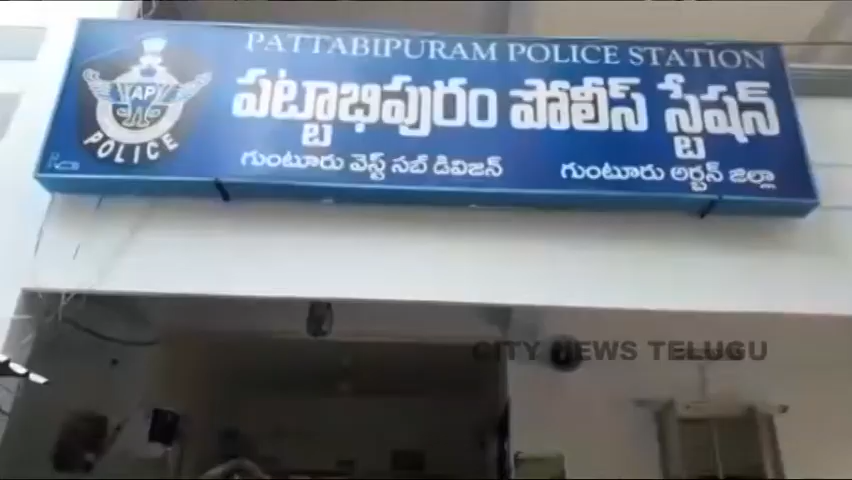 PATTABIPURAM POLICE STATION
పట్టాభిపురం పోలీస్ స్టేషన్
గుంటూరు వెస్ట్ సబ్ డివిజన్ గుంటూరు అర్బన్ జిల్లా
AP
POLICE
CITY NEWS TELUGU